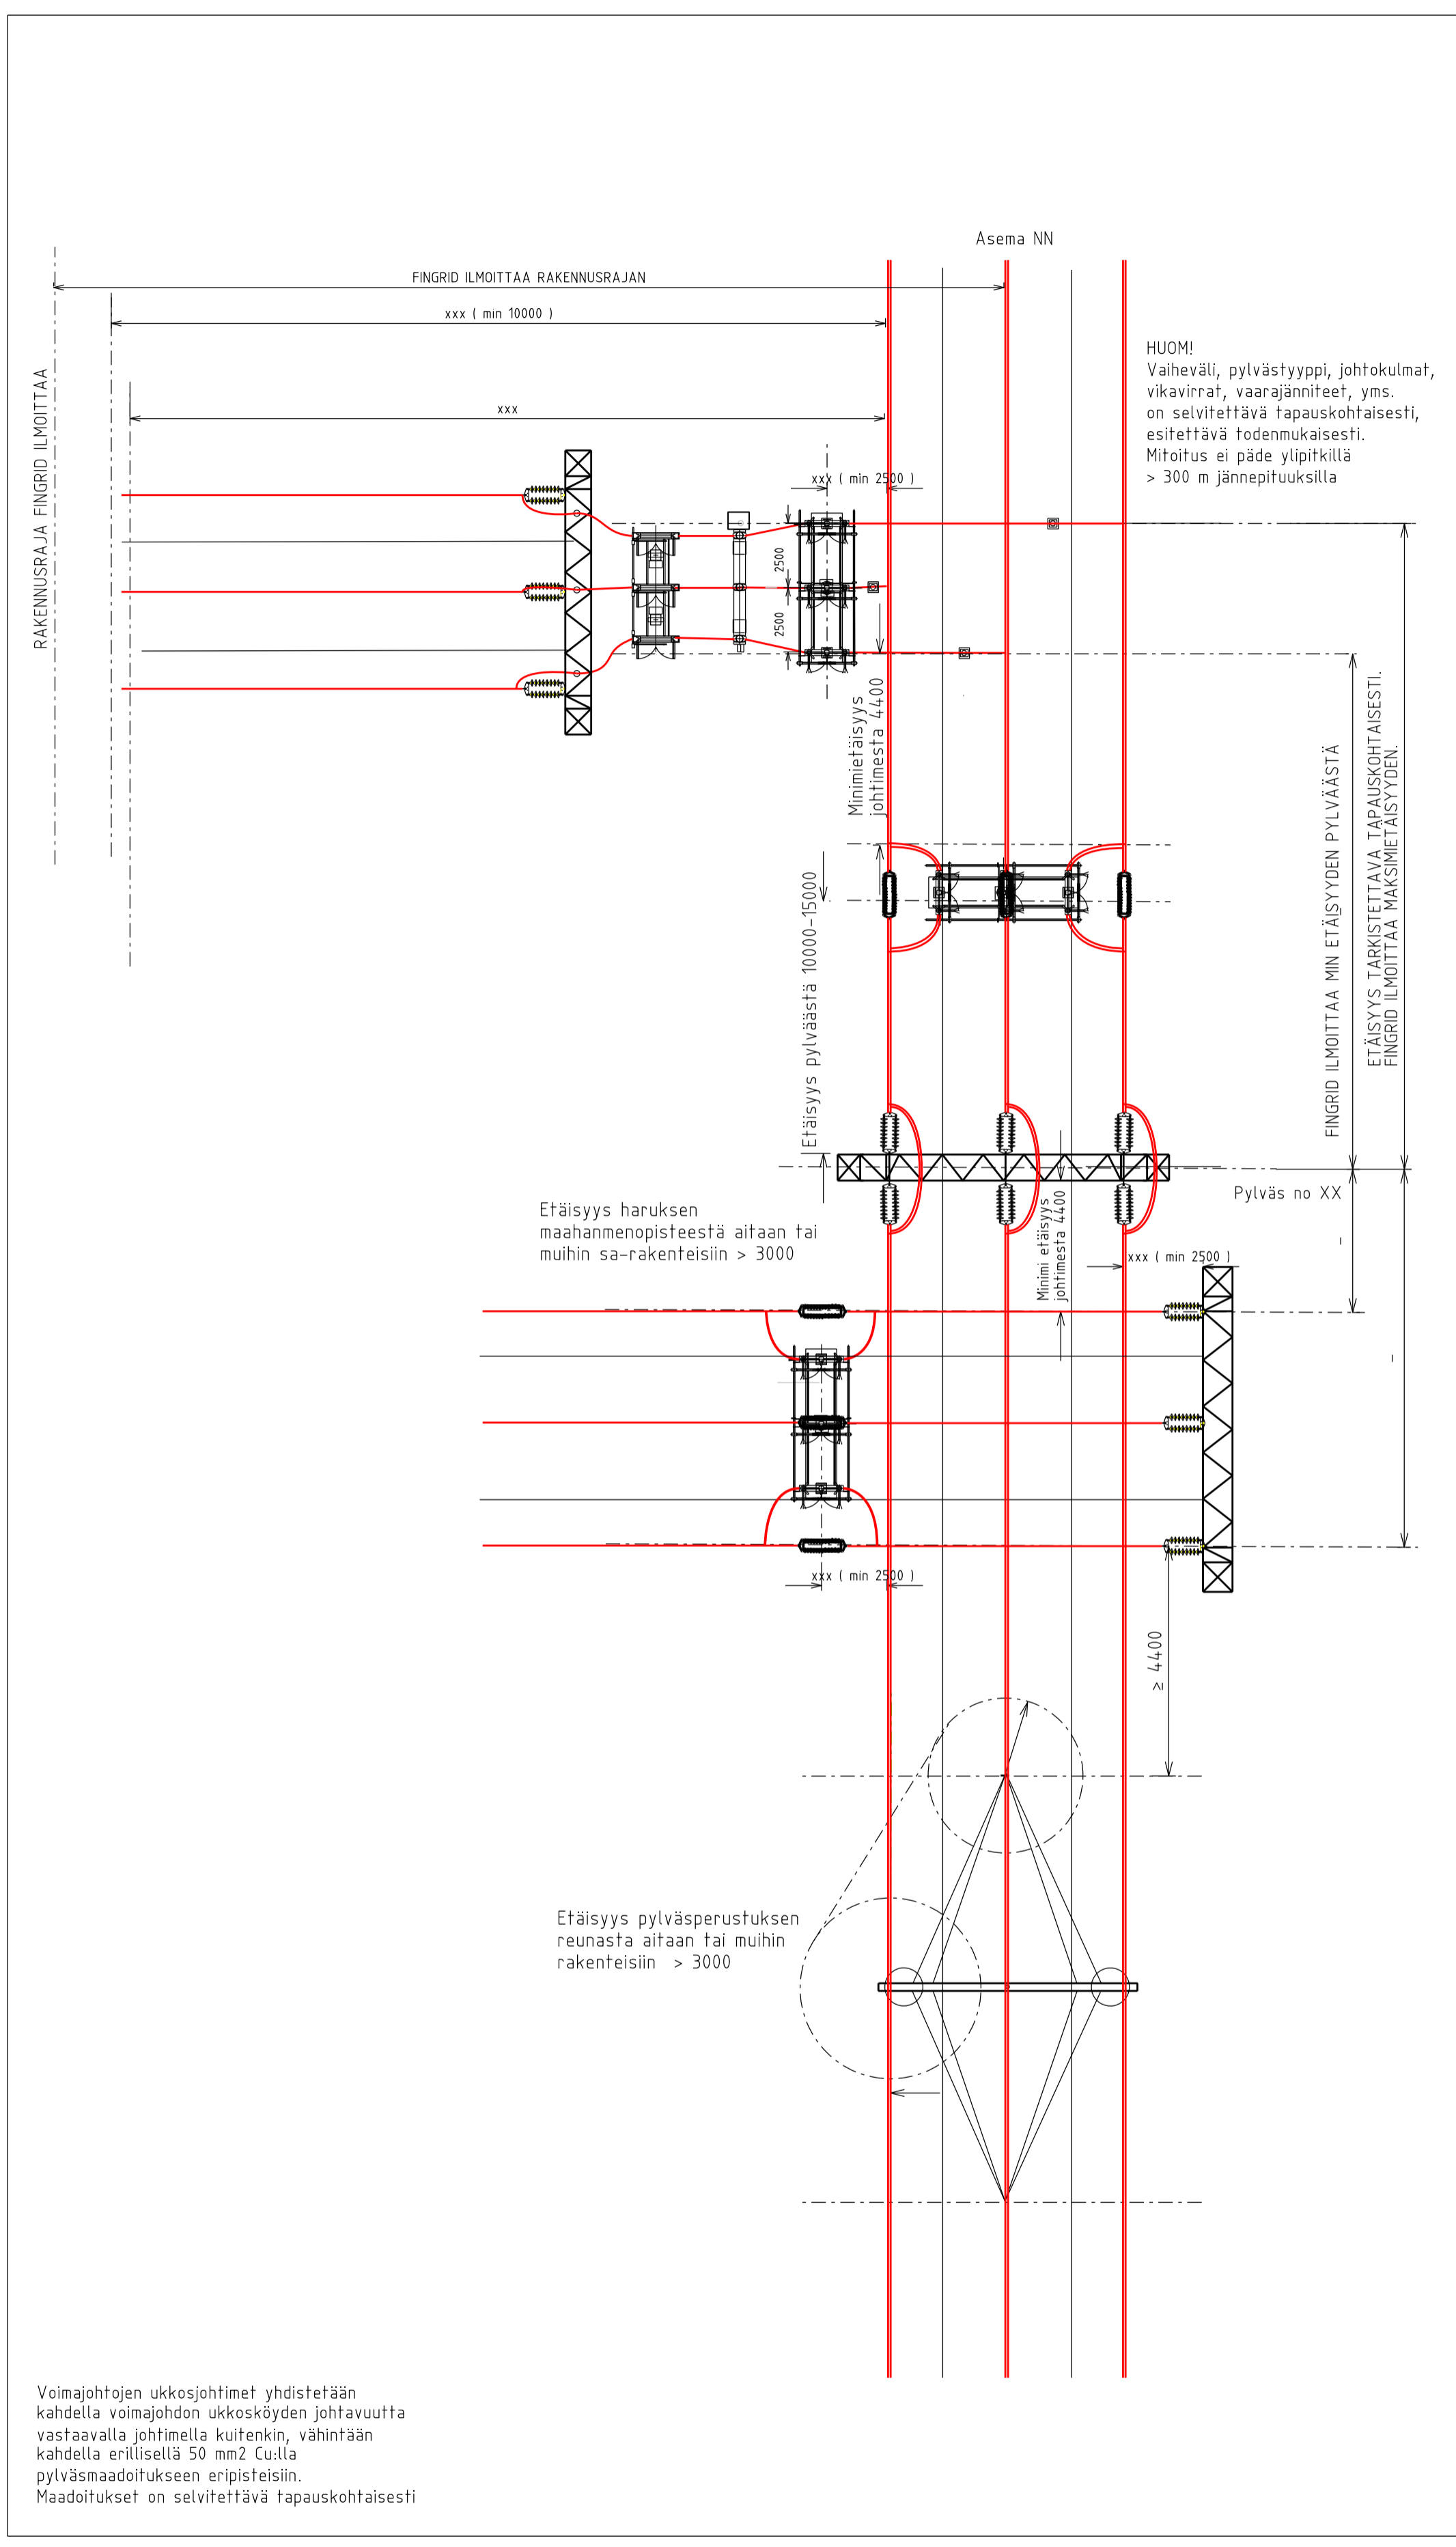 Asema NN
FINGRID ILMOITTAA RAKENNUSRAJAN
xxx ( min 10000 )
xxx
RAKENNUSRAJA FINGRID ILMOITTAA
HUOM!
Vaiheväli, pylvästyyppi, johtokulmat,
vikavirrat, vaarajännitteet, yms.
on selvitettävä tapauskohtaisesti,
esitettävä todenmukaisesti.
Mitoitus ei päde ylipitkillä
> 300 m jännepituuksilla
xxx ( min 2500 )
2500
2500
Minimietäisyys
johtimesta 4400
Etäisyys pylväästä 10000-15000
FINGRID ILMOITTAA MIN ETÄISYYDEN PYLVÄÄSTÄ
ETÄISYYS TARKISTETTAVA TAPAUSKOHTAISESTI.
FINGRID ILMOITTAA MAKSIMIETÄISYYDEN.
Pylväs no XX
Etäisyys haruksen
maahanmenopisteestä aitaan tai
muihin sa-rakenteisiin > 3000
Minimi etäisyys
johtimesta 4400
xxx ( min 2500 )
xxx ( min 2500 )
≥ 4400
Etäisyys pylväsperustuksen
reunasta aitaan tai muihin
rakenteisiin > 3000
Voimajohtojen ukkosjohtimet yhdistetään
kahdella voimajohdon ukkosköyden johtavuutta
vastaavalla johtimella kuitenkin, vähintään
kahdella erillisellä 50 mm2 Cu:lla
pylväsmaadoitukseen eripisteisiin.
Maadoitukset on selvitettävä tapauskohtaisesti